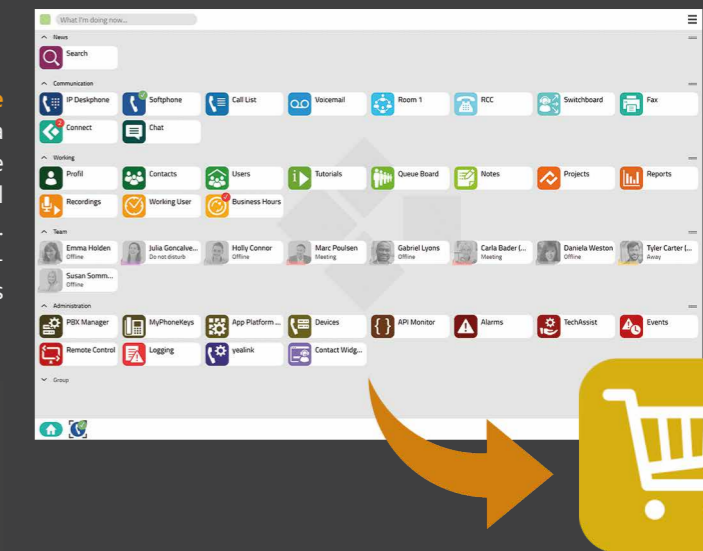 What I'm doing now...
News
Search
Communication
IP Deskphone Softphone Call List Voicemail Room 1 RCC Switchboard Fax
2
Connect Chat
Working
Profil Contacts Users Tutorials Queue Board Notes Projects Reports
Recordings Working User Business Hours
Team
Emma Holden Julia Goncalve... Holly Connor Marc Poulsen Gabriel Lyons Carla Bader (... Daniela Weston Tyler Carter (...
Offline Do not disturb Offline Meeting Offline Meeting Offline Away
Susan Somm...
Offline
Administration
PBX Manager MyPhoneKeys App Platform ... Devices API Monitor Alarms TechAssist Events
Remote Control Logging yealink Contact Widg...
Group